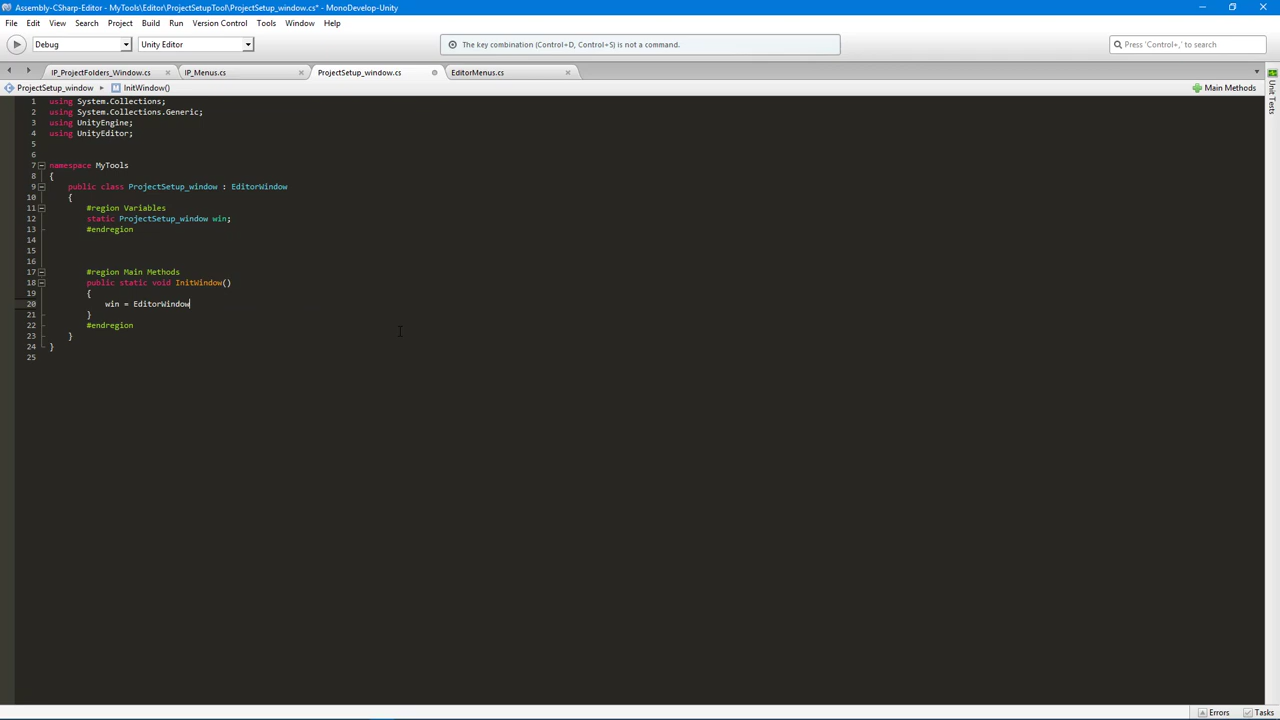 Assembly-CSharp-Editor - MyTools\Editor\ProjectSetupTool\ProjectSetup_window.cs* - MonoDevelop-Unity
File Edit View Search Project Build Run Version Control Tools Window Help
Debug Unity Editor The key combination (Control+D, Control+S) is not a command. Press 'Control+,' to search
IP_ProjectFolders_Window.cs IP_Menus.cs ProjectSetup_window.cs EditorMenus.cs
ProjectSetup_window InitWindow() Main Methods
Unit Tests
1 using System.Collections;
2 using System.Collections.Generic;
3 using UnityEngine;
4 using UnityEditor;
5
6
7 namespace MyTools
8 {
9 public class ProjectSetup_window : EditorWindow
10 {
11 #region Variables
12 static ProjectSetup_window win;
13 #endregion
14
15
16
17 #region Main Methods
18 public static void InitWindow()
19 {
20 win = EditorWindow
21 }
22 #endregion
23 }
24 }
25
Errors Tasks